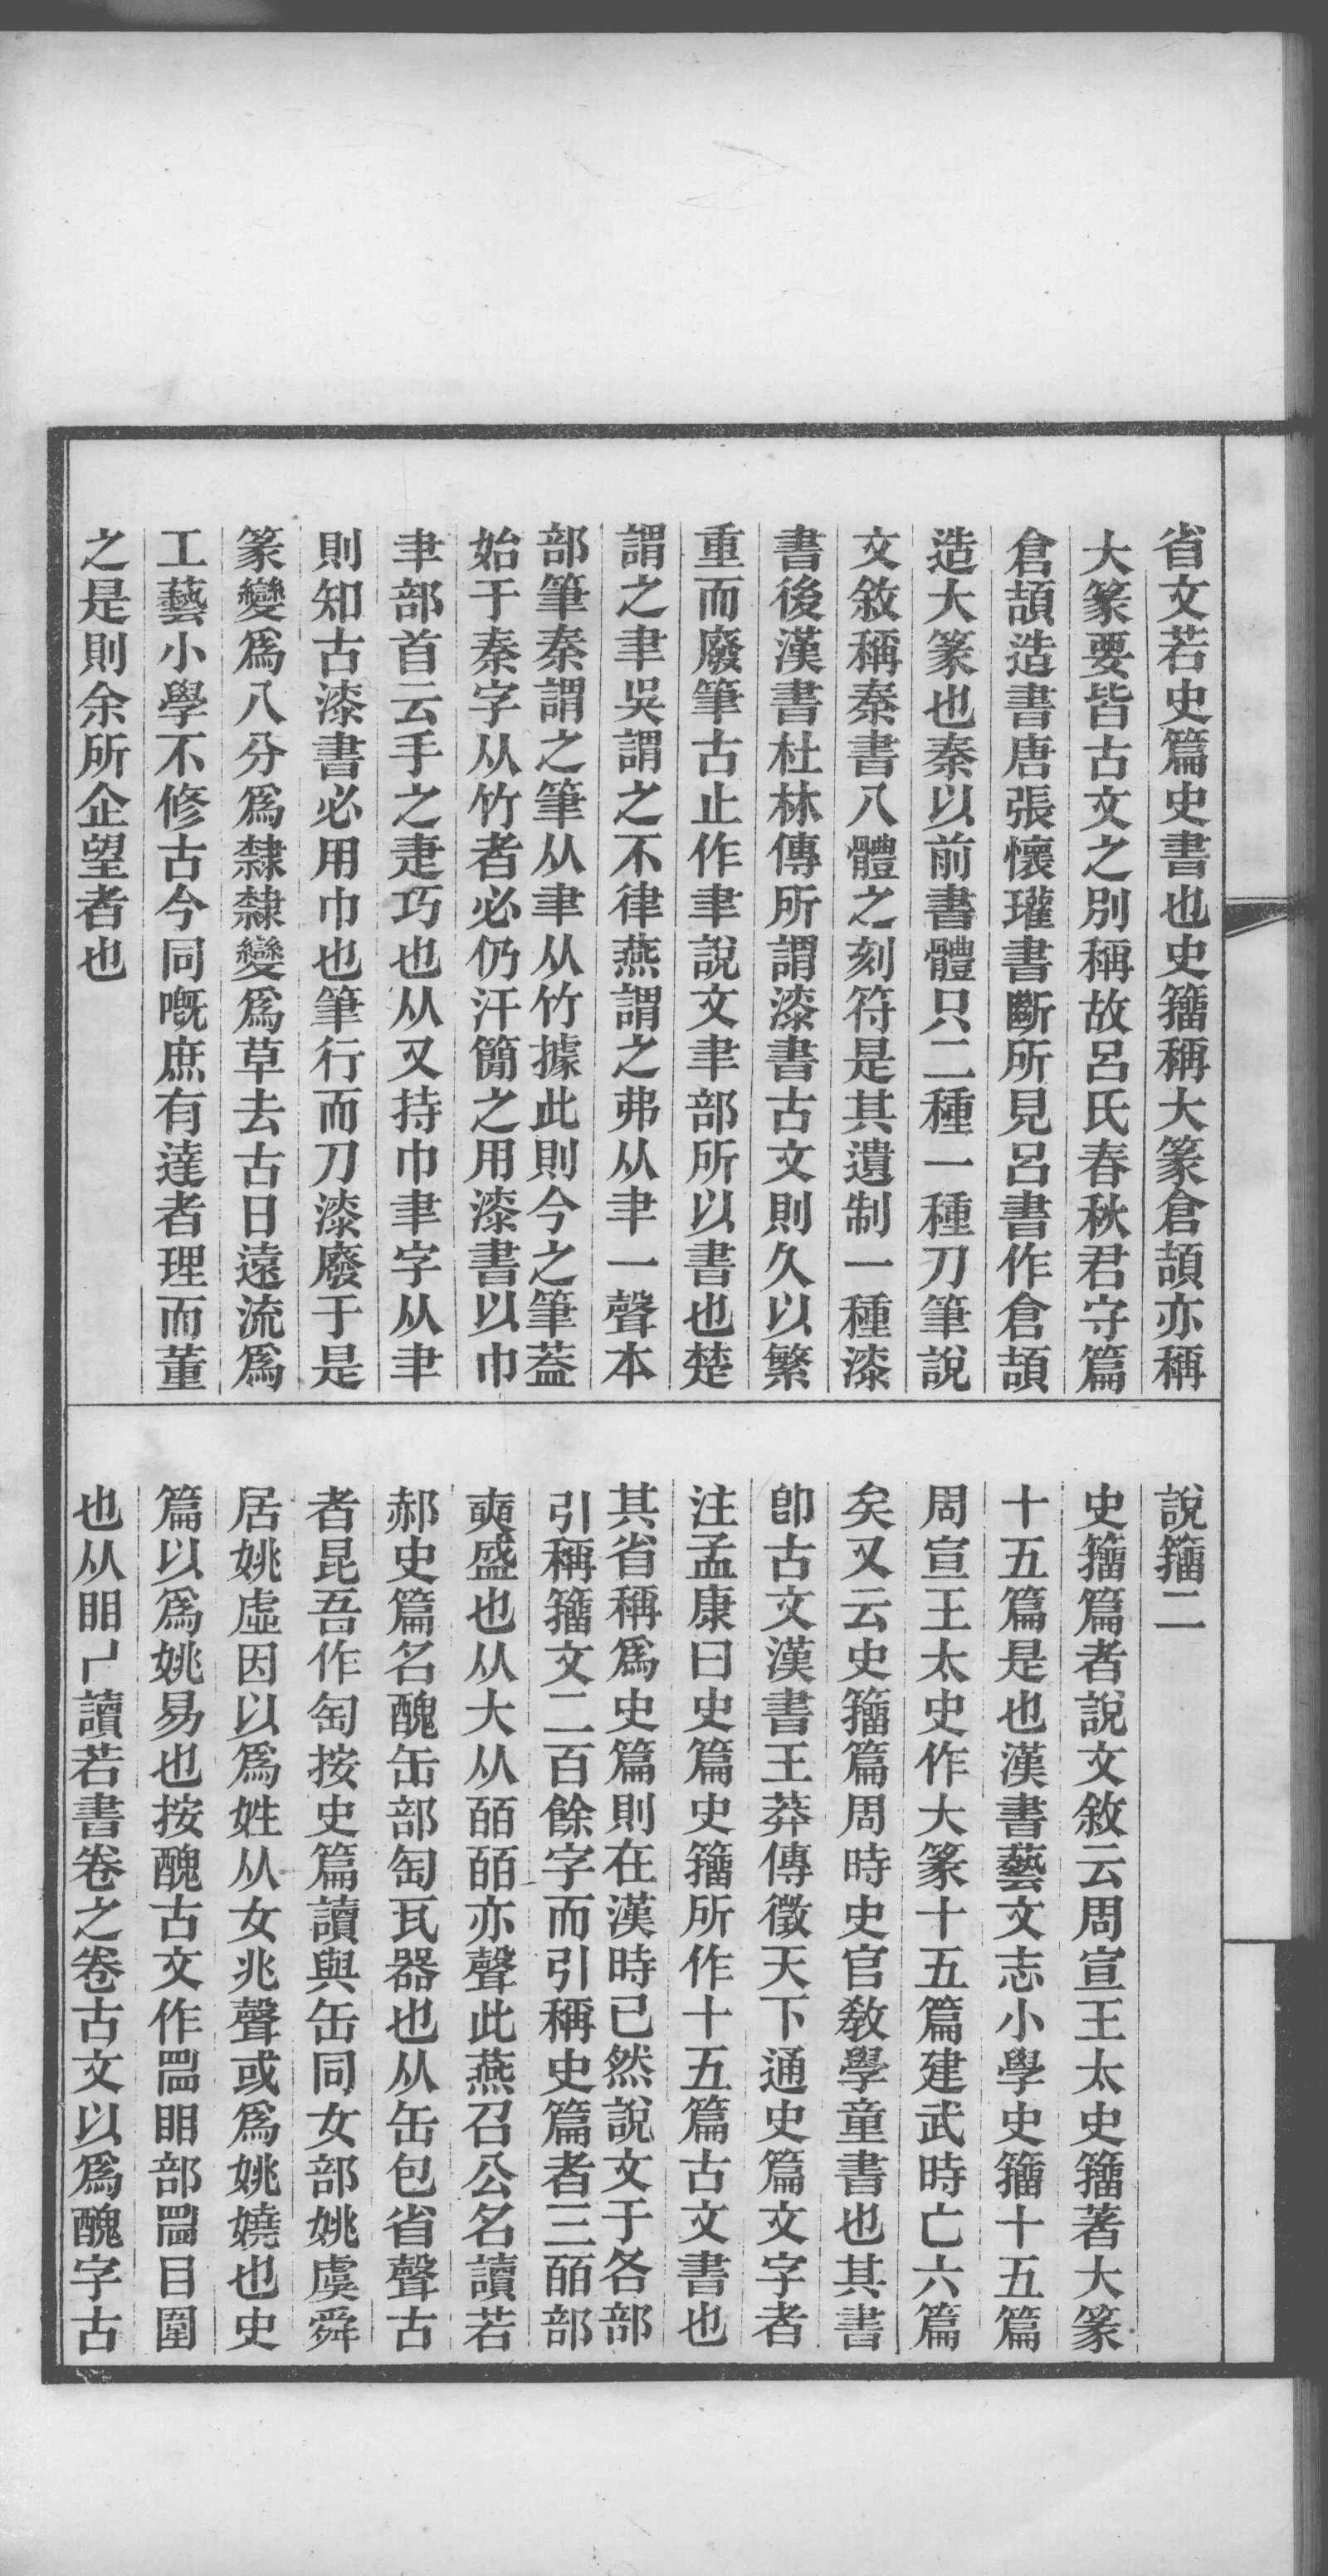 省文若史篇史書也史籀稱大篆倉頡亦稱
大篆要皆古文之別稱故呂氏春秋君守篇
倉頡造書唐張懷瓘書斷所見呂書作倉頡
造大篆也秦以前書體只二種一種刀筆說
文敘稱秦書八體之刻符是其遺制一種漆
書後漢書杜林傳所謂漆書古文則久以繁
重而廢筆古止作聿說文聿部所以書也楚
謂之聿吳謂之不律燕謂之弗从聿一聲本
部筆秦謂之筆从聿从竹據此則今之筆葢
始于秦字从竹者必仍汗簡之用漆書以巾
聿部首云手之疌巧也从又持巾聿字从聿
則知古漆書必用巾也筆行而刀漆廢于是
篆變爲八分爲隸隸變爲草去古日遠流爲
工藝小學不修古今同嘅庶有達者理而董
之是則余所企望者也
說籀二
史籀篇者說文敘云周宣王太史籀著大篆
十五篇是也漢書藝文志小學史籀十五篇
周宣王太史作大篆十五篇建武時亡六篇
矣又云史籀篇周時史官教學童書也其書
卽古文漢書王莽傳徵天下通史篇文字者
注孟康曰史篇史籀所作十五篇古文書也
其省稱爲史篇則在漢時已然說文于各部
引稱籀文二百餘字而引稱史篇者三皕部
奭盛也从大从皕皕亦聲此燕召公名讀若
郝史篇名醜缶部匋瓦器也从缶包省聲古
者昆吾作匋按史篇讀與缶同女部姚虞舜
居姚虛因以爲姓从女兆聲或爲姚嬈也史
篇以爲姚易也按醜古文作𥃦䀠部𥃦目圍
也从䀠𠃜讀若書卷之卷古文以爲醜字古